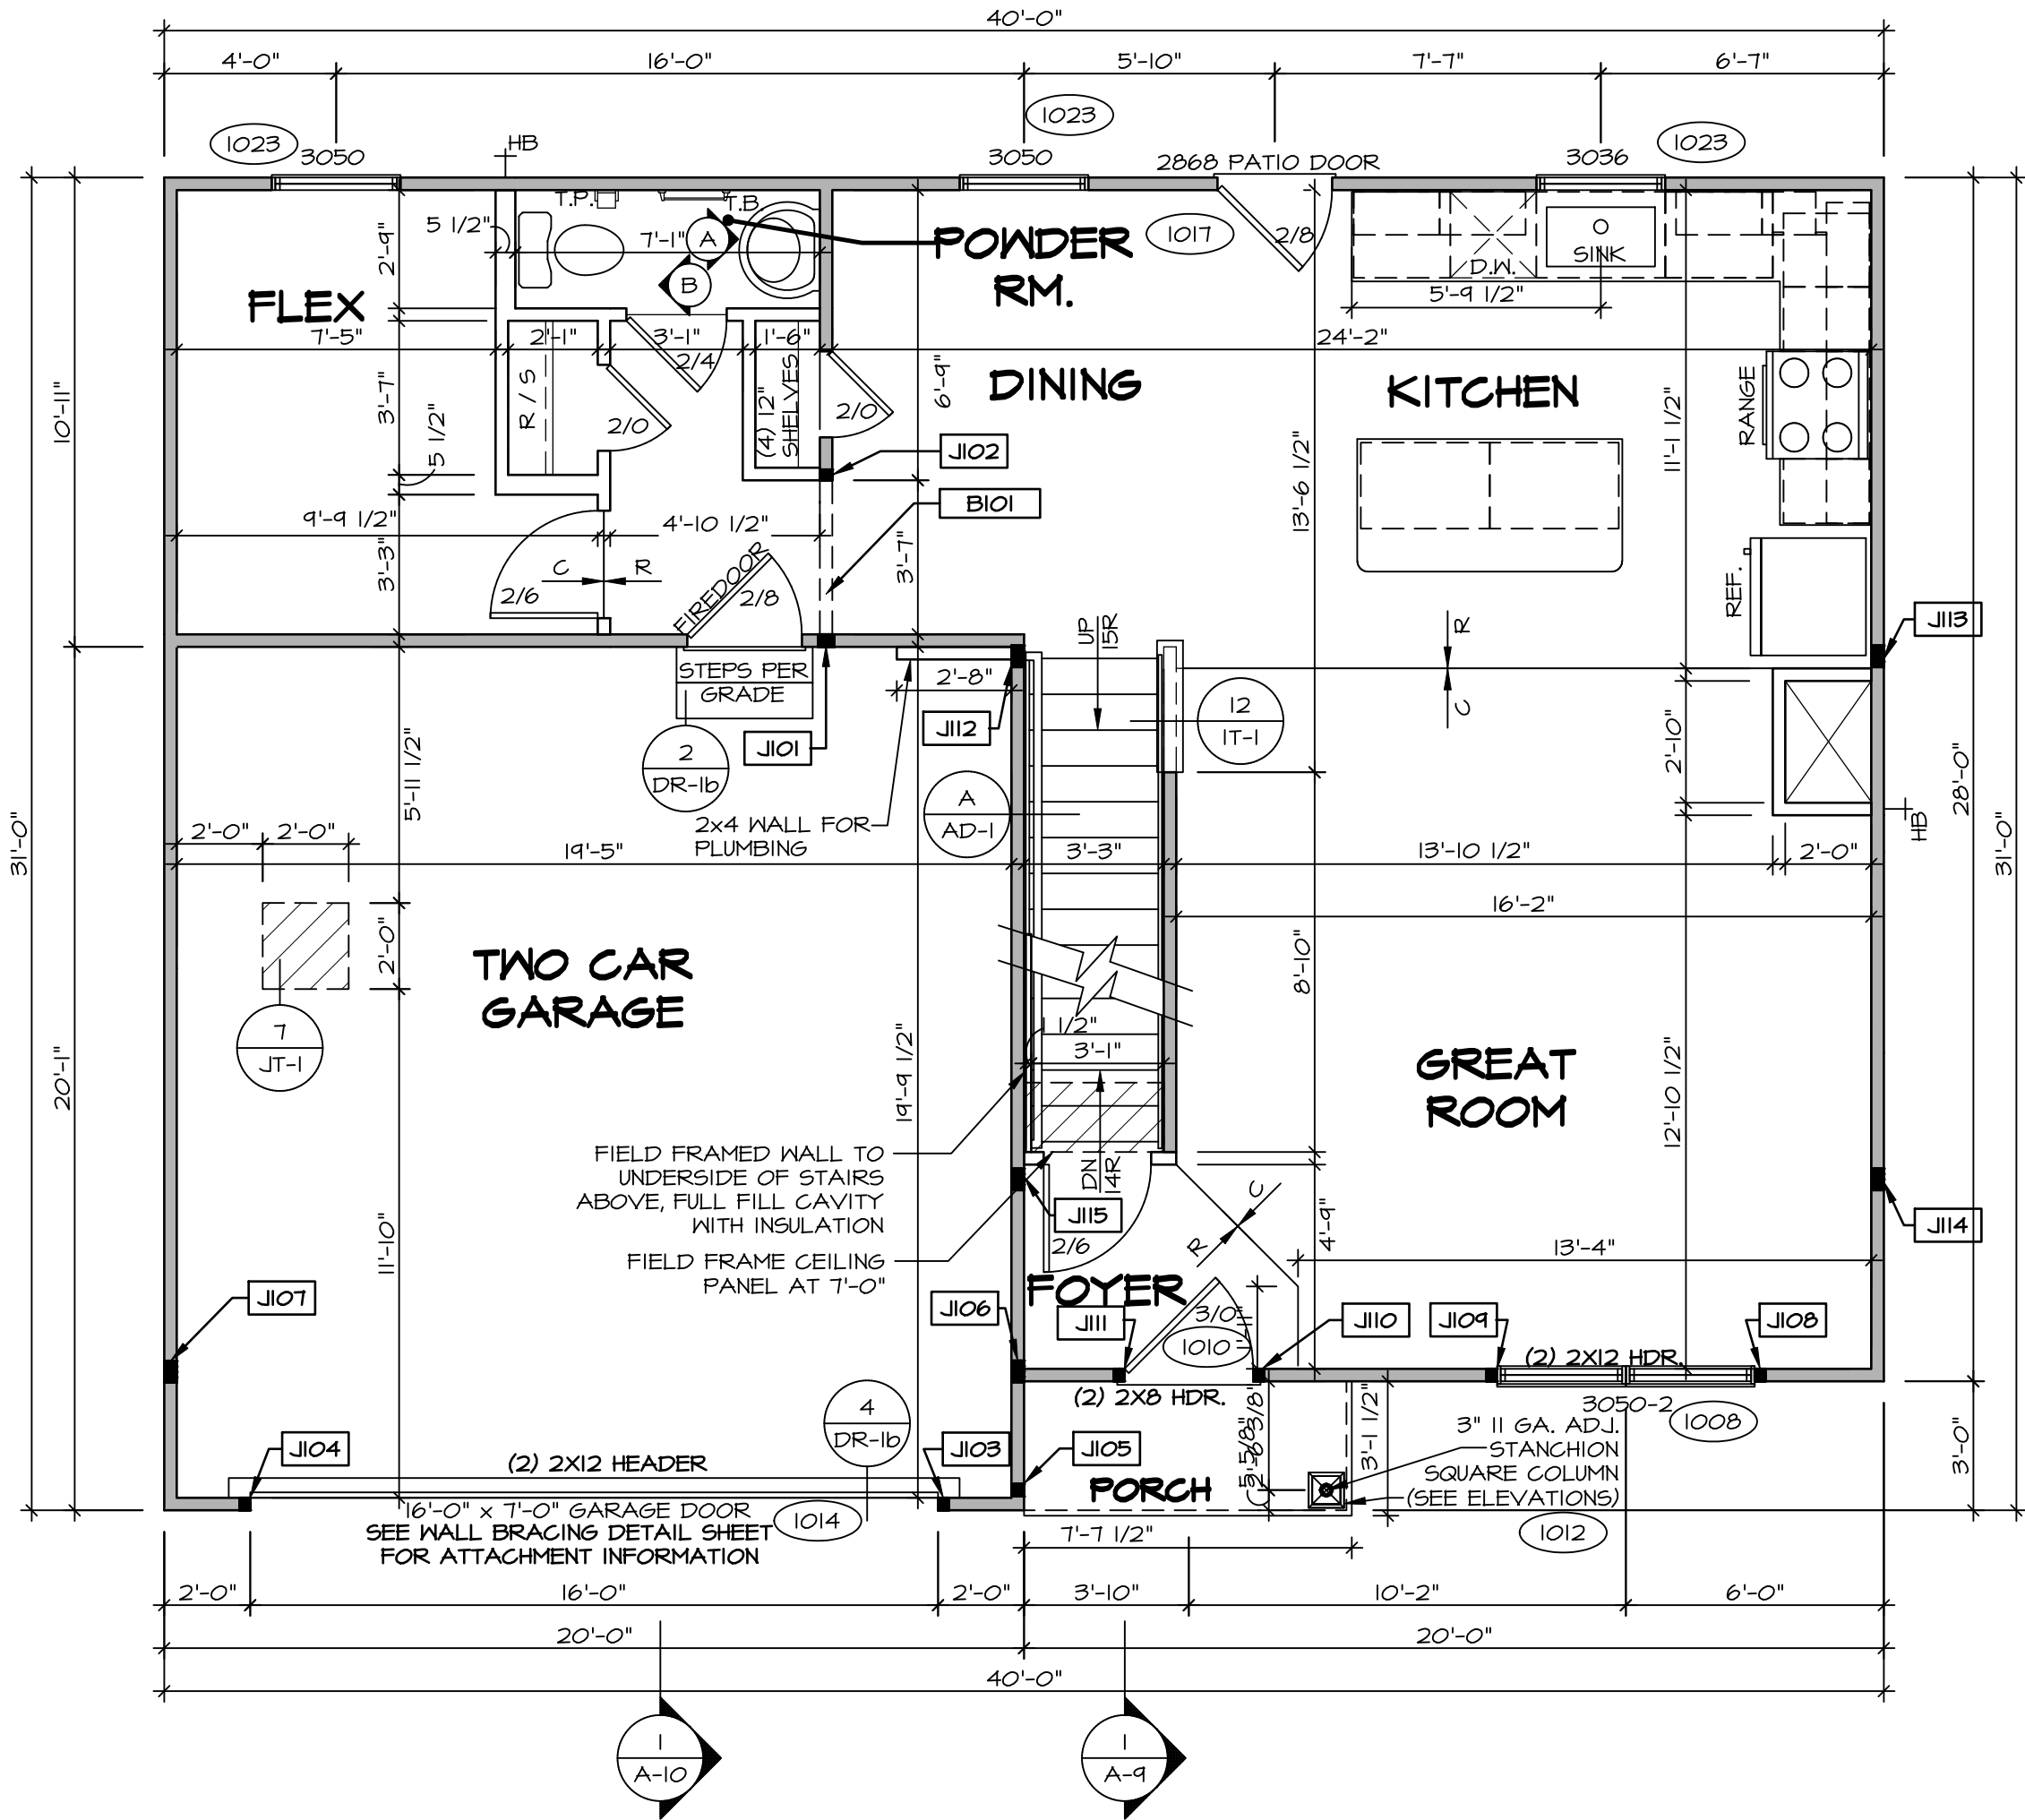 40'-0"
4'-0" 16'-0" 5'-10" 7'-7" 6'-7"
1023 1023 1023
HB
3050 3050 2868 PATIO DOOR 3036
T.P. T.B.
5 1/2" 7'-1" A
B
2'-9"
POWDER
RM.
1017
2/8
D.W.
SINK
5'-9 1/2"
FLEX
7'-5" 2'-1" 3'-1" 1'-6" 24'-2"
2/4
R / S
2/0
(4) 12"
SHELVES
2/0
6'-9"
DINING
KITCHEN
RANGE
3'-7"
5 1/2"
10'-11"
J102
B101
13'-6 1/2"
11'-1 1/2"
9'-9 1/2" 4'-10 1/2"
3'-3"
C R
2/6
FIREDOOR
2/8
3'-7"
REF.
J113
UP
15R
R
C
STEPS PER
GRADE
2'-8"
J112
J101
2
DR-1b
12
1T-1
2'-10"
28'-0"
31'-0"
31'-0"
HB
5'-11 1/2"
A
AD-1
2x4 WALL FOR
PLUMBING
2'-0" 2'-0"
19'-5" 3'-3" 13'-10 1/2" 2'-0"
16'-2"
2'-0"
TWO CAR
GARAGE
8'-10"
7
JT-1
19'-9 1/2"
1 1/2"
3'-1"
GREAT
ROOM
12'-10 1/2"
20'-1"
FIELD FRAMED WALL TO
UNDERSIDE OF STAIRS
ABOVE, FULL FILL CAVITY
WITH INSULATION
DN
14R
J115
C
R
4'-9"
J114
11'-10"
FIELD FRAME CEILING
PANEL AT 7'-0"
2/6
13'-4"
FOYER
J107
J106
J111
3/0
1'-11"
1010
J110
J109
J108
(2) 2X12 HDR.
(2) 2X8 HDR.
3050-2
1008
4
DR-1b
J104
(2) 2X12 HEADER
J103
J105
PORCH
5 5/8"
2'-6 3/8"
3'-1 1/2"
3" 11 GA. ADJ.
STANCHION
SQUARE COLUMN
(SEE ELEVATIONS)
3'-0"
16'-0" x 7'-0" GARAGE DOOR
1014
SEE WALL BRACING DETAIL SHEET
FOR ATTACHMENT INFORMATION
1012
7'-7 1/2"
2'-0" 16'-0" 2'-0" 3'-10" 10'-2" 6'-0"
20'-0" 20'-0"
40'-0"
1
A-10
1
A-9